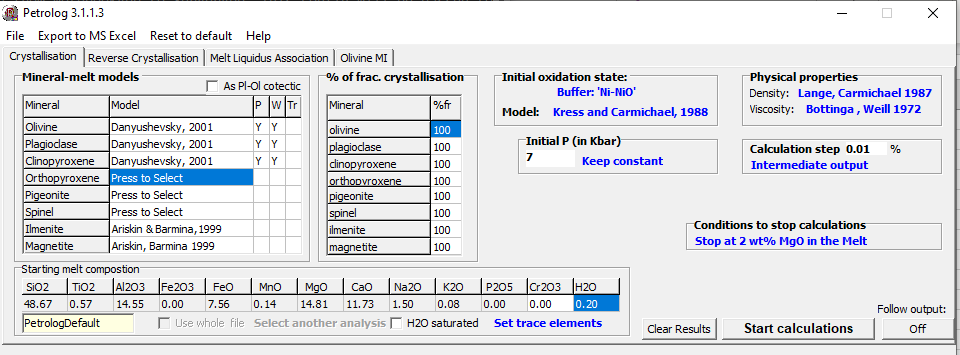 Petrolog 3.1.1.3
File Export to MS Excel Reset to default Help
Crystallisation Reverse Crystallisation Melt Liquidus Association Olivine MI
Mineral-melt models
As Pl-Ol cotectic
Mineral Model P W Tr
Olivine Danyushevsky, 2001 Y Y
Plagioclase Danyushevsky, 2001 Y Y
Clinopyroxene Danyushevsky, 2001 Y Y
Orthopyroxene Press to Select
Pigeonite Press to Select
Spinel Press to Select
Ilmenite Ariskin & Barmina,1999
Magnetite Ariskin, Barmina 1999
% of frac. crystallisation
Mineral %fr
olivine 100
plagioclase 100
clinopyroxene 100
orthopyroxene 100
pigeonite 100
spinel 100
ilmenite 100
magnetite 100
Initial oxidation state:
Buffer: 'Ni-NiO'
Model: Kress and Carmichael, 1988
Initial P (in Kbar)
7 Keep constant
Physical properties
Density: Lange, Carmichael 1987
Viscosity: Bottinga , Weill 1972
Calculation step 0.01 %
Intermediate output
Conditions to stop calculations
Stop at 2 wt% MgO in the Melt
Starting melt compostion
SiO2 TiO2 Al2O3 Fe2O3 FeO MnO MgO CaO Na2O K2O P2O5 Cr2O3 H2O
48.67 0.57 14.55 0.00 7.56 0.14 14.81 11.73 1.50 0.08 0.00 0.00 0.20
PetrologDefault Use whole file Select another analysis H2O saturated Set trace elements
Follow output:
Clear Results Start calculations Off